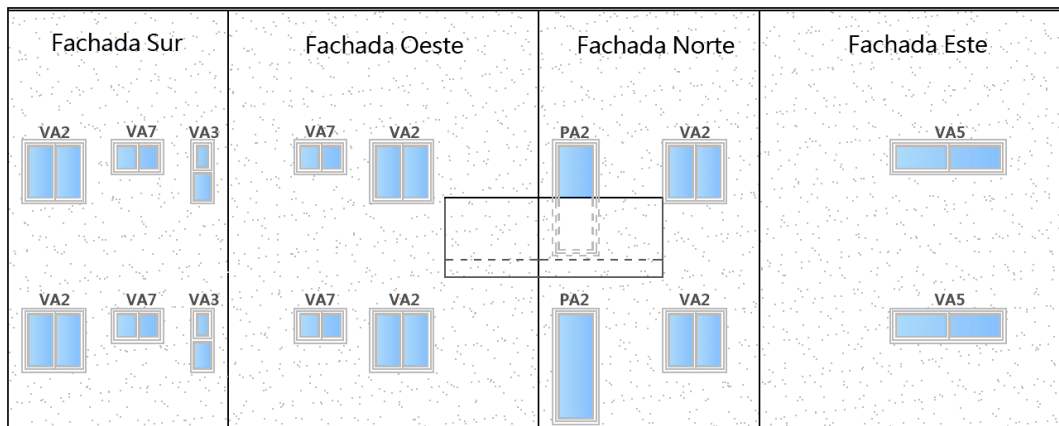 Fachada Sur
Fachada Oeste
Fachada Norte
Fachada Este
VA2 VA7 VA3 VA7 VA2 PA2 VA2 VA5
VA2 VA7 VA3 VA7 VA2 PA2 VA2 VA5